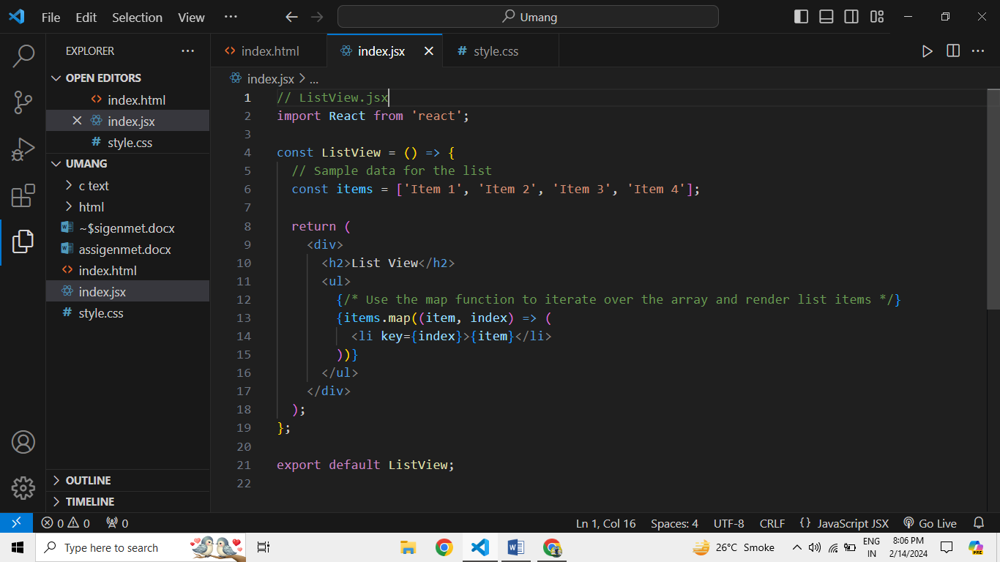 File Edit Selection View ··· Umang
EXPLORER ···
OPEN EDITORS
index.html
index.jsx
style.css
UMANG
c text
html
~$sigenmet.docx
assigenmet.docx
index.html
index.jsx
style.css
OUTLINE
TIMELINE
index.html index.jsx style.css
index.jsx > ...
1 // ListView.jsx
2 import React from 'react';
3
4 const ListView = () => {
5 // Sample data for the list
6 const items = ['Item 1', 'Item 2', 'Item 3', 'Item 4'];
7
8 return (
9 <div>
10 <h2>List View</h2>
11 <ul>
12 {/* Use the map function to iterate over the array and render list items */}
13 {items.map((item, index) => (
14 <li key={index}>{item}</li>
15 ))}
16 </ul>
17 </div>
18 );
19 };
20
21 export default ListView;
22
0 0 0 Ln 1, Col 16 Spaces: 4 UTF-8 CRLF {} JavaScript JSX Go Live
Type here to search 26°C Smoke ENG 8:06 PM
IN 2/14/2024
PRE